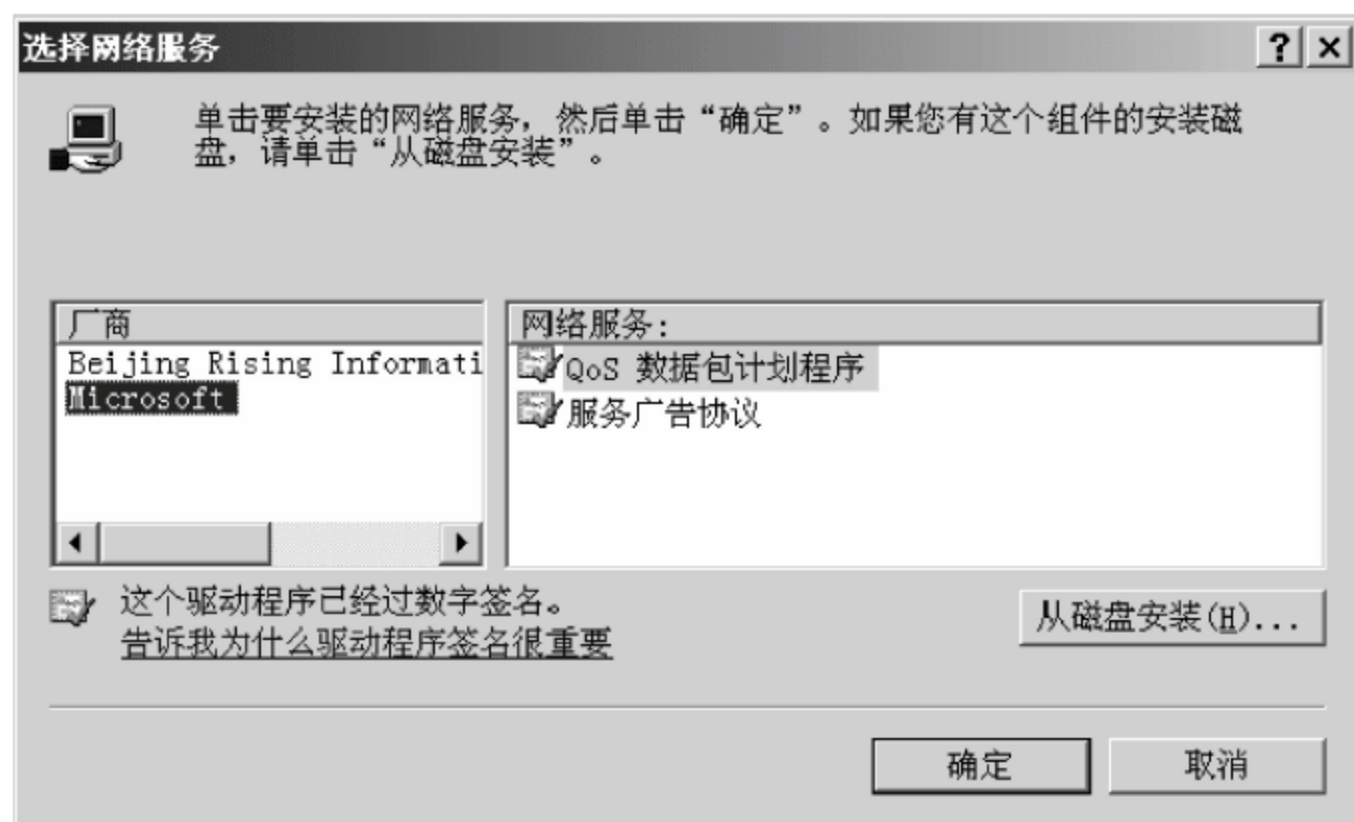 选择网络服务
单击要安装的网络服务，然后单击“确定”。如果您有这个组件的安装磁
盘，请单击“从磁盘安装”。
厂商
Beijing Rising Informati
Microsoft
网络服务:
QoS 数据包计划程序
服务广告协议
这个驱动程序已经过数字签名。
告诉我为什么驱动程序签名很重要
从磁盘安装(H)...
确定
取消